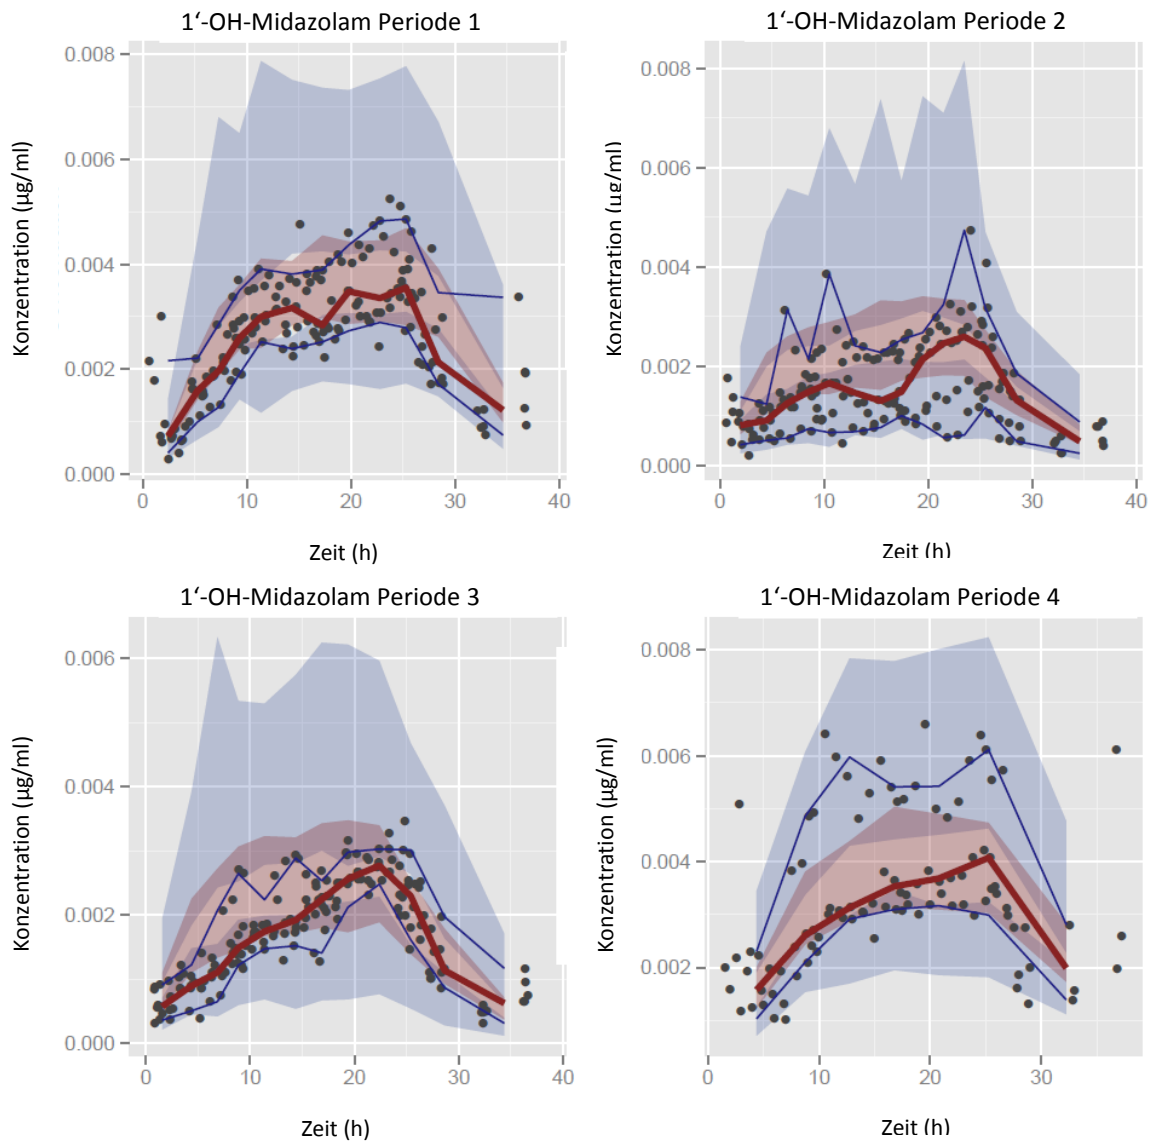 1‘-OH-Midazolam Periode 1
Konzentration (µg/ml)
0.008
0.006
0.004
0.002
0.000
0 10 20 30 40
Zeit (h)
1‘-OH-Midazolam Periode 2
Konzentration (µg/ml)
0.008
0.006
0.004
0.002
0.000
0 10 20 30 40
Zeit (h)
1‘-OH-Midazolam Periode 3
Konzentration (µg/ml)
0.006
0.004
0.002
0.000
0 10 20 30 40
Zeit (h)
1‘-OH-Midazolam Periode 4
Konzentration (µg/ml)
0.008
0.006
0.004
0.002
0 10 20 30
Zeit (h)